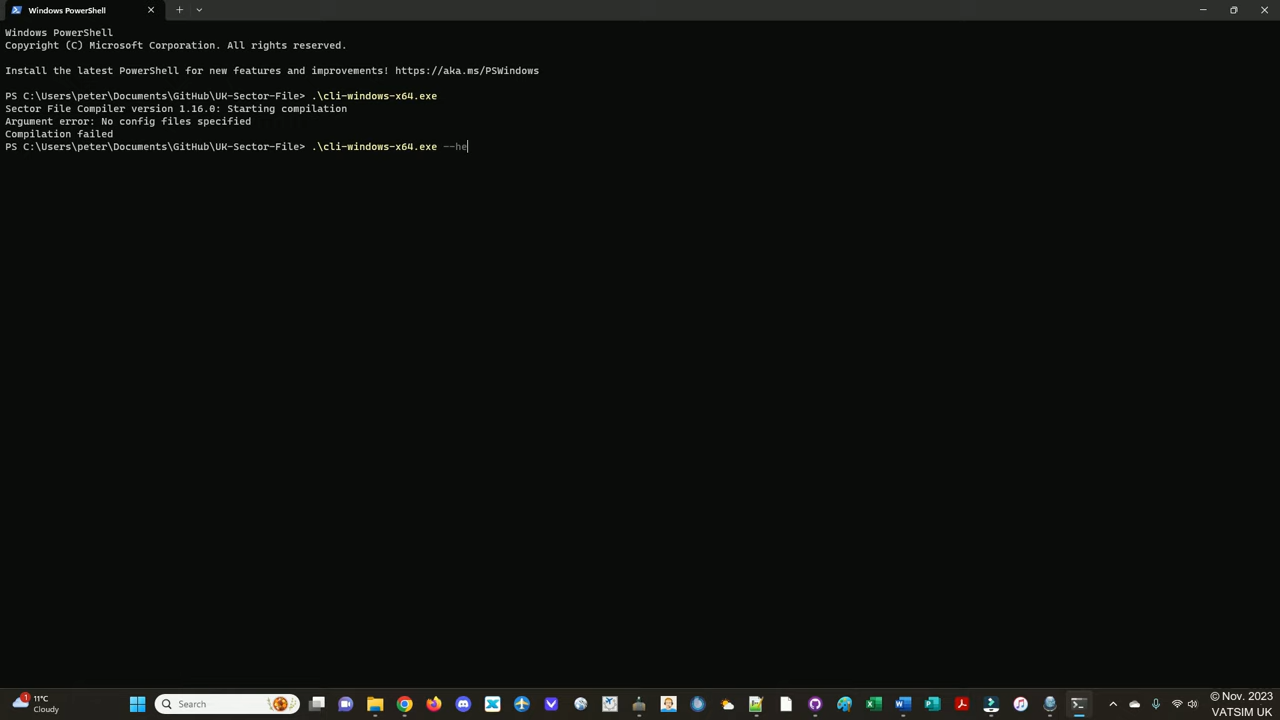 Windows PowerShell
Windows PowerShell
Copyright (C) Microsoft Corporation. All rights reserved.
Install the latest PowerShell for new features and improvements! https://aka.ms/PSWindows
PS C:\Users\peter\Documents\GitHub\UK-Sector-File> .\cli-windows-x64.exe
Sector File Compiler version 1.16.0: Starting compilation
Argument error: No config files specified
Compilation failed
PS C:\Users\peter\Documents\GitHub\UK-Sector-File> .\cli-windows-x64.exe --he
1
11°C
Cloudy
Search
© Nov. 2023
VATSIM UK